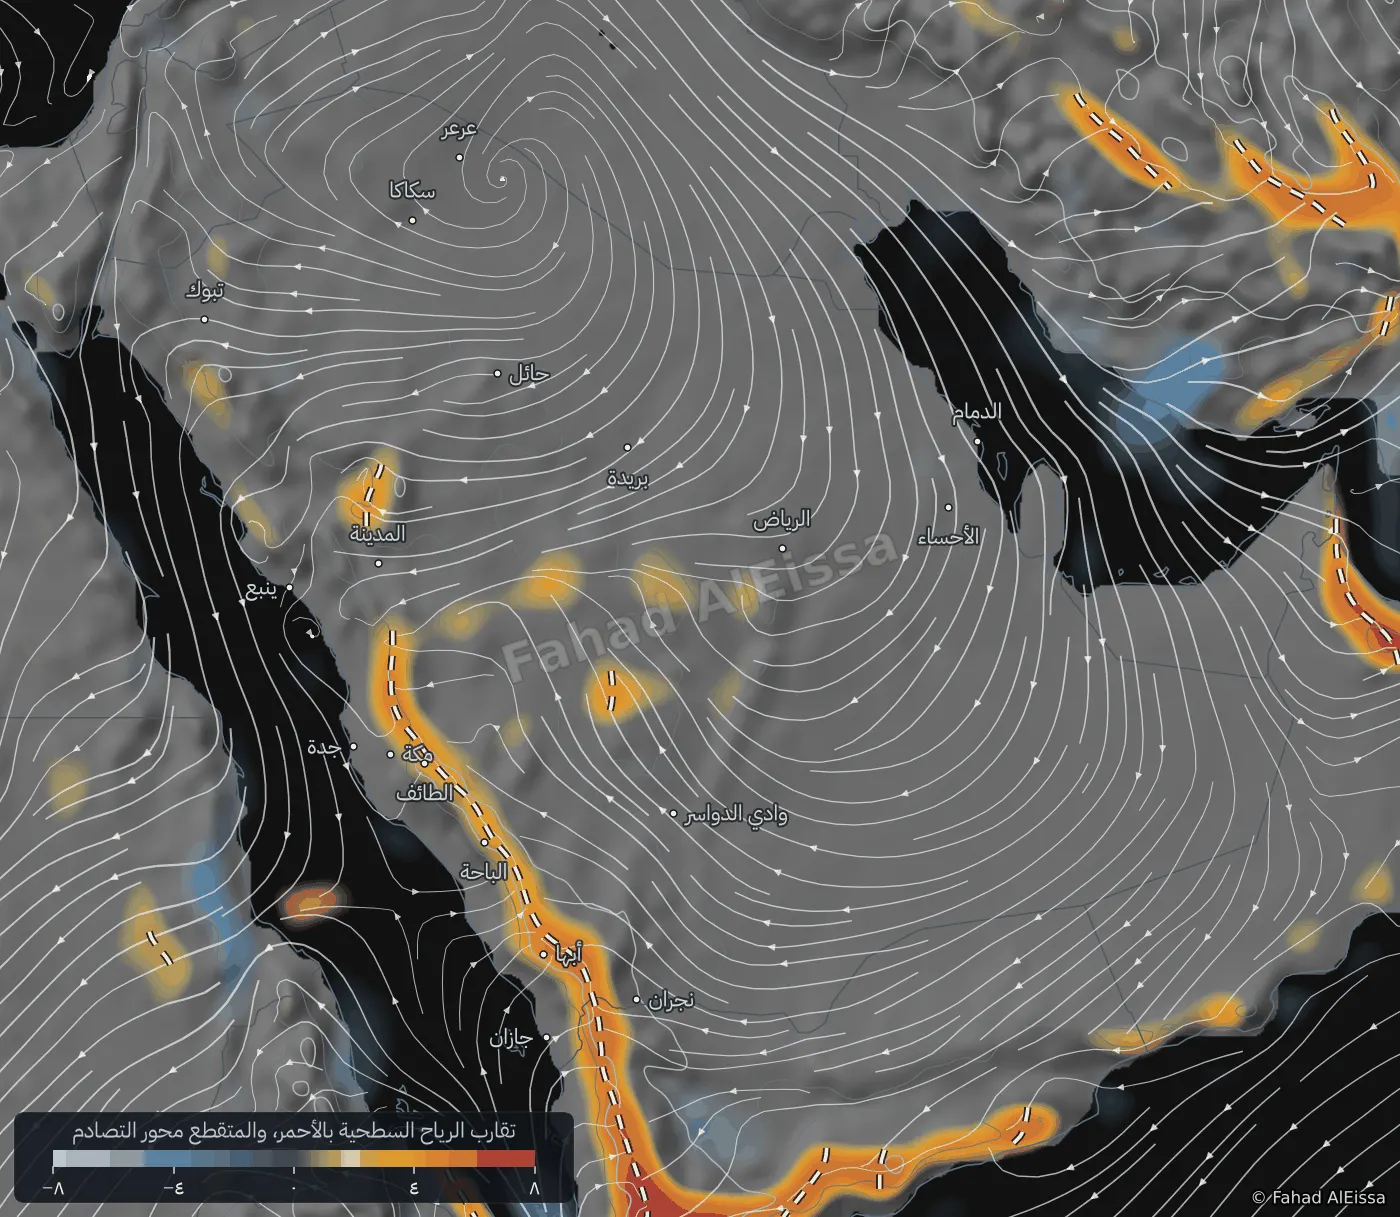 عرعر
سكاكا
تبوك
حائل
الدمام
بريدة
الرياض
الأحساء
المدينة
ينبع
Fahad AlEissa
جدة
مكة
الطائف
وادي الدواسر
الباحة
أبها
نجران
جازان
تقارب الرياح السطحية بالأحمر، والمتقطع محور التصادم
−٨ −٤ ٠ ٤ ٨
© Fahad AlEissa